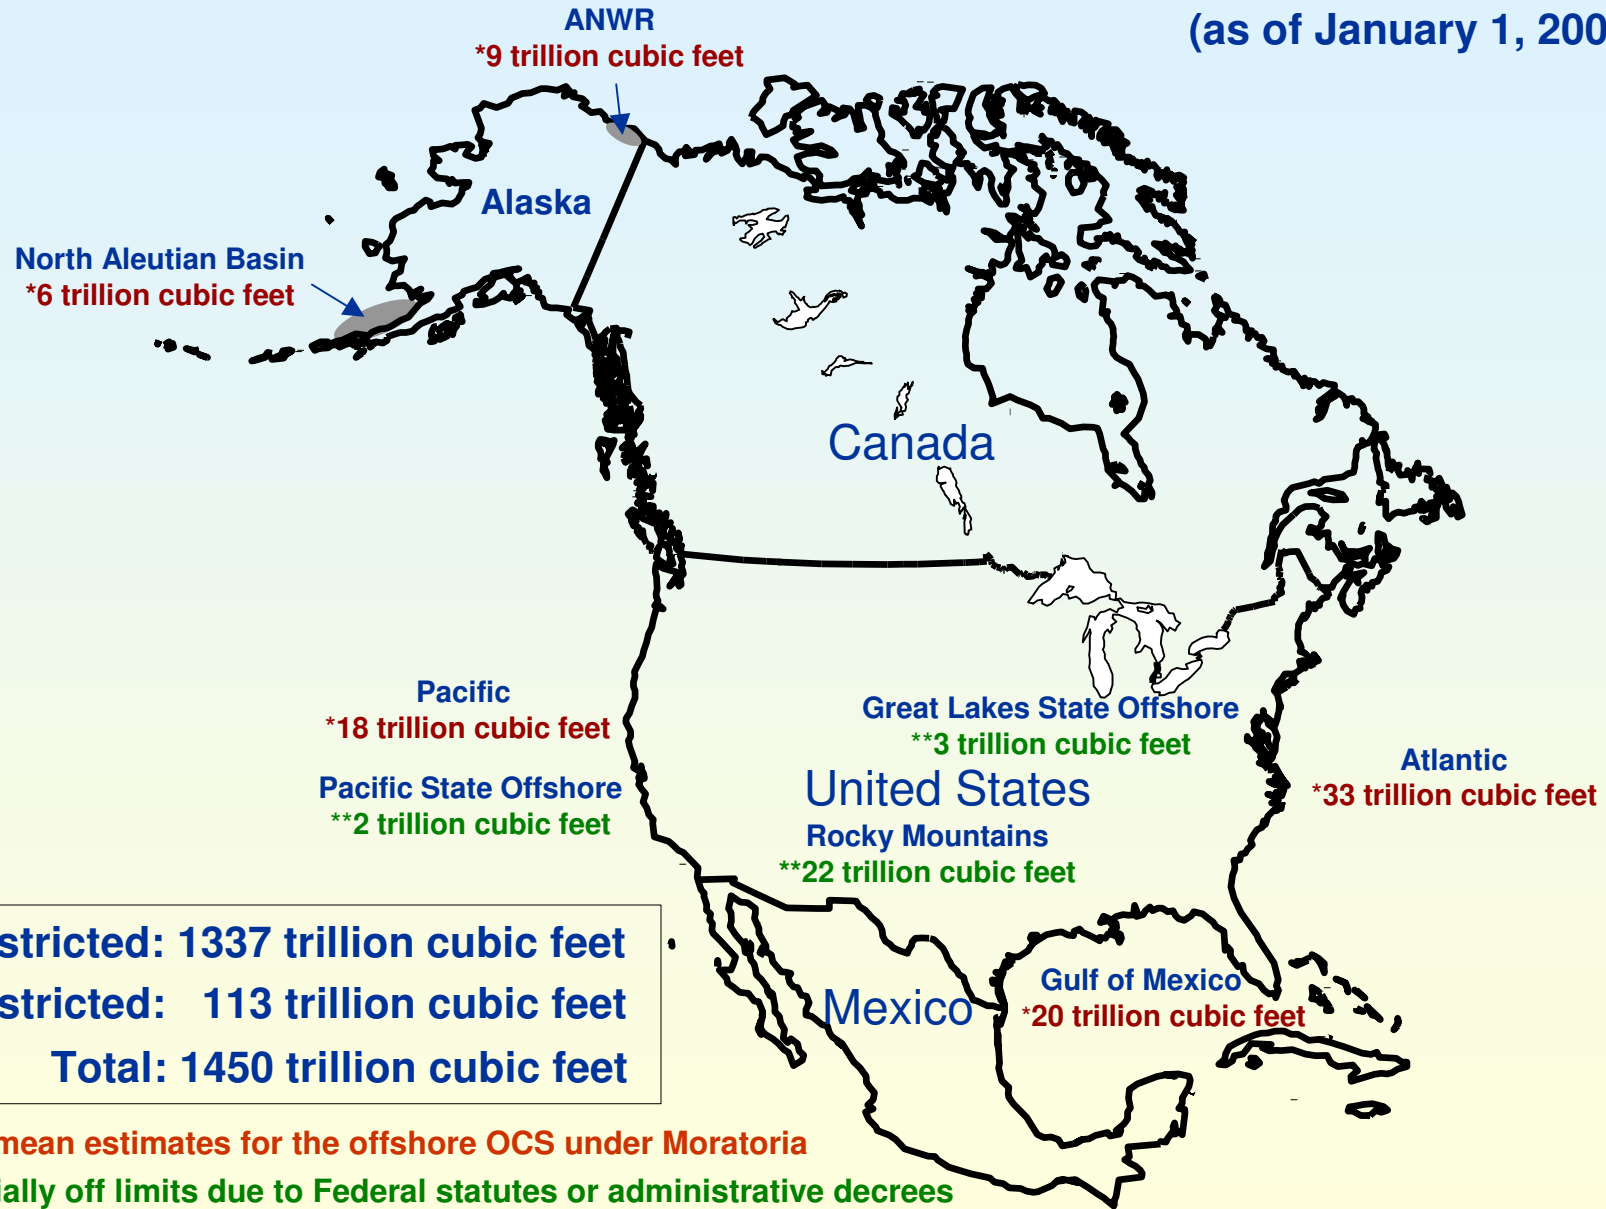 ANWR
*9 trillion cubic feet
(as of January 1, 200
Alaska
North Aleutian Basin
*6 trillion cubic feet
Canada
Pacific
*18 trillion cubic feet
Great Lakes State Offshore
**3 trillion cubic feet
Atlantic
*33 trillion cubic feet
Pacific State Offshore
**2 trillion cubic feet
United States
Rocky Mountains
**22 trillion cubic feet
stricted: 1337 trillion cubic feet
stricted: 113 trillion cubic feet
Total: 1450 trillion cubic feet
Gulf of Mexico
*20 trillion cubic feet
Mexico
mean estimates for the offshore OCS under Moratoria
ially off limits due to Federal statutes or administrative decrees